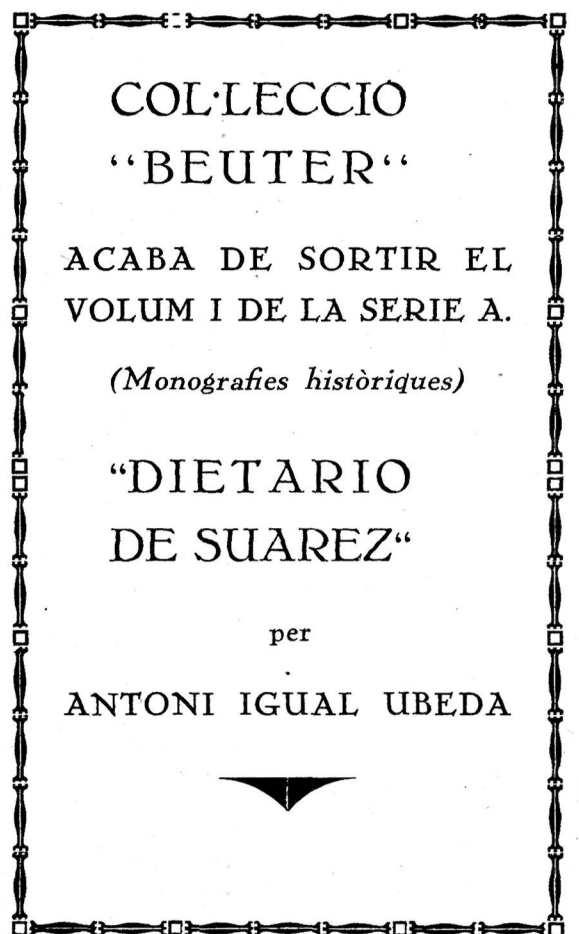 COL·LECCIÓ
“BEUTER“
ACABA DE SORTIR EL
VOLUM I DE LA SERIE A.
(Monografies històriques)
“DIETARIO
DE SUAREZ“
per
ANTONI IGUAL UBEDA